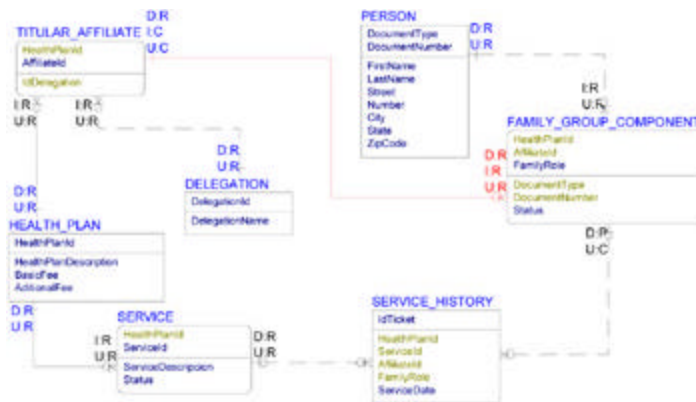 D:R
I:C
U:C
TITULAR_AFFILIATE
HealthPlanId
AffiliateId
IdDelegation
I:R
U:R
I:R
U:R
PERSON
DocumentType
DocumentNumber
FirstName
LastName
Street
Number
City
State
ZipCode
D:R
U:R
I:R
U:R
FAMILY_GROUP_COMPONENT
HealthPlanId
AffiliateId
FamilyRole
DocumentType
DocumentNumber
Status
D:R
I:R
U:R
D:R
U:C
D:R
U:R
DELEGATION
DelegationId
DelegationName
D:R
U:R
HEALTH_PLAN
HealthPlanId
HealthPlanDescription
BasicFee
AditionalFee
D:R
U:R
I:R
U:R
SERVICE
HealthPlanId
ServiceId
ServiceDescripcion
Status
D:R
U:R
SERVICE_HISTORY
IdTicket
HealthPlanId
ServiceId
AffiliateId
FamilyRole
ServiceDate